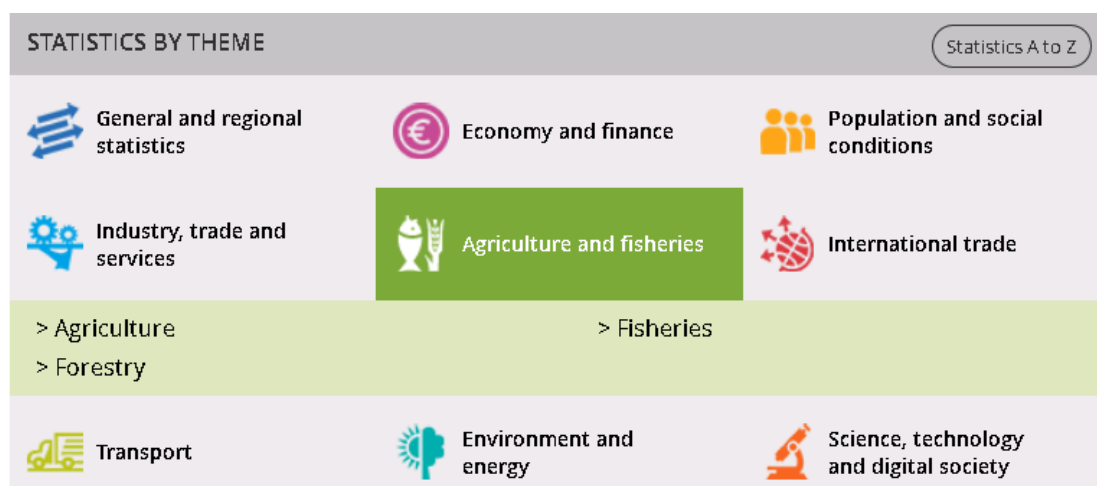 STATISTICS BY THEME
Statistics A to Z
General and regional
statistics
Economy and finance
Population and social
conditions
Industry, trade and
services
Agriculture and fisheries
International trade
> Agriculture
> Fisheries
> Forestry
Transport
Environment and
energy
Science, technology
and digital society